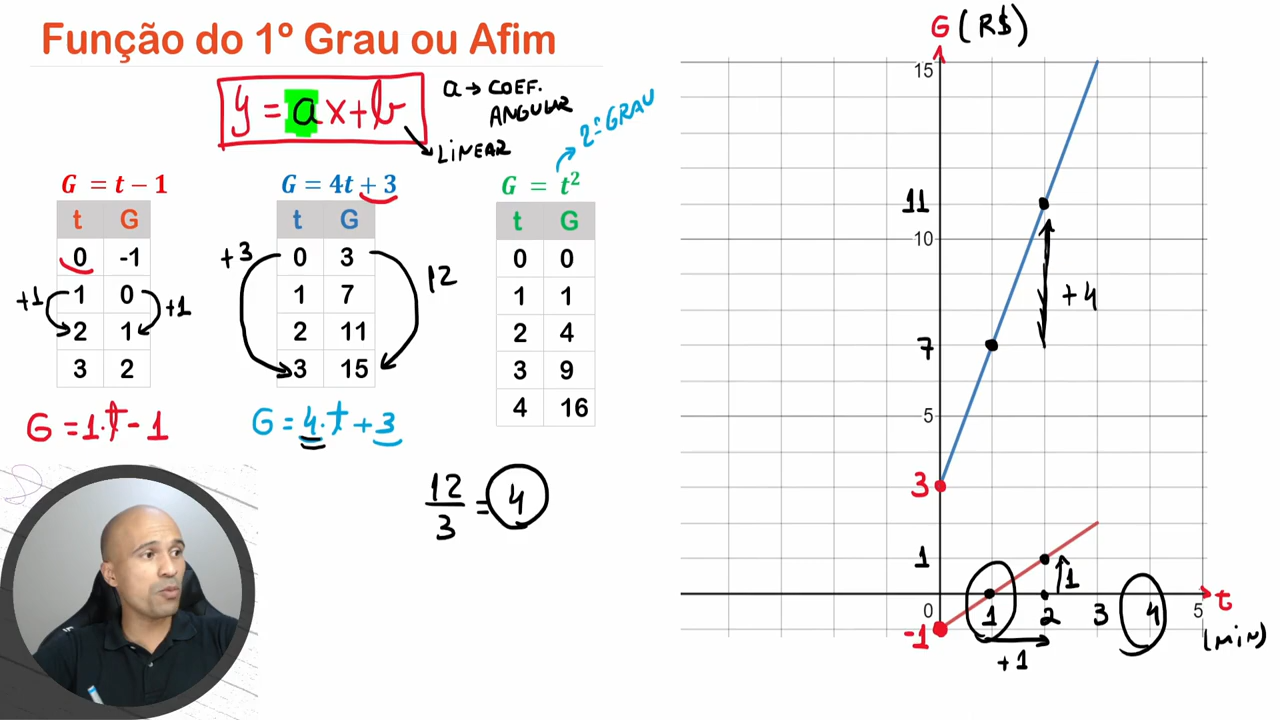 Função do 1º Grau ou Afim
y = ax + b
a → COEF.
ANGULAR
LINEAR
2º GRAU
G = t − 1
t G
0 -1
1 0
2 1
3 2
+1
+1
G = 1·t - 1
G = 4t + 3
t G
0 3
1 7
2 11
3 15
+3
12
G = 4·t + 3
G = t²
t G
0 0
1 1
2 4
3 9
4 16
12/3 = 4
G (R$)
15
11
10
+4
7
5
3
1
1
0
1 2 3 4 5
t
(MIN)
-1
+1